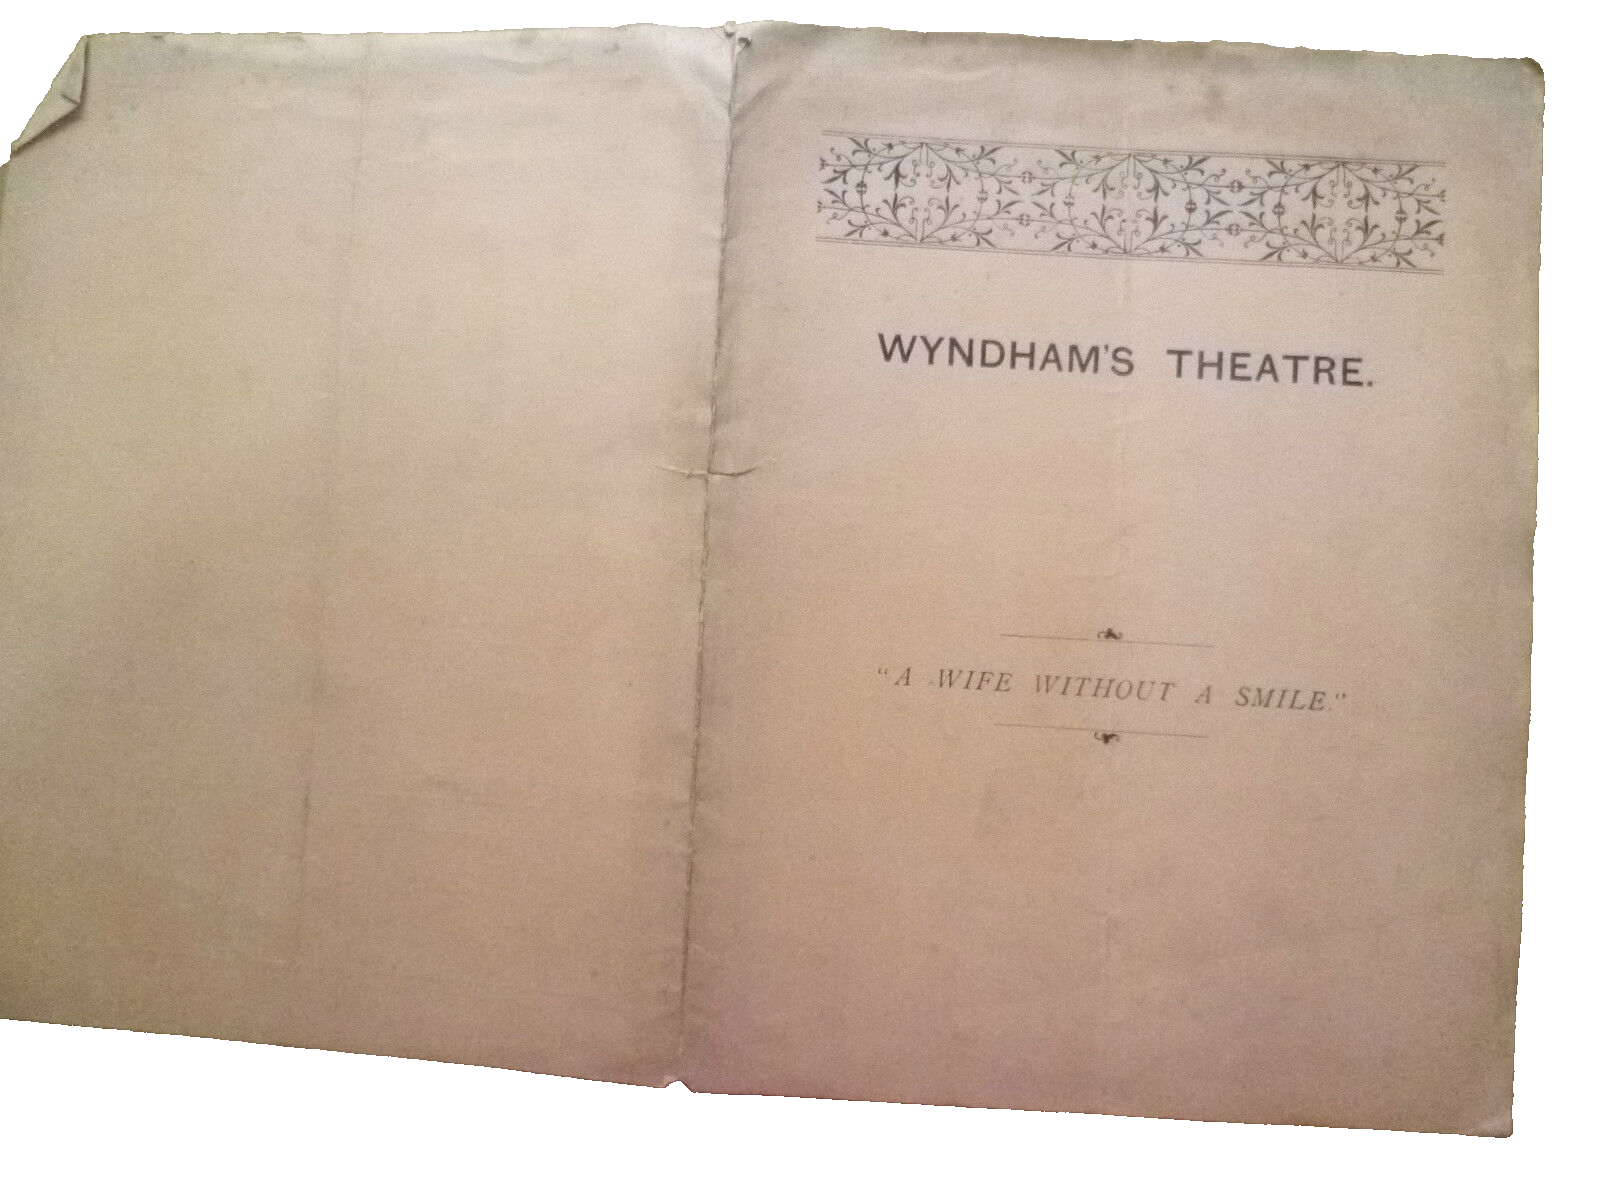 WYNDHAM'S THEATRE.
"A WIFE WITHOUT A SMILE."